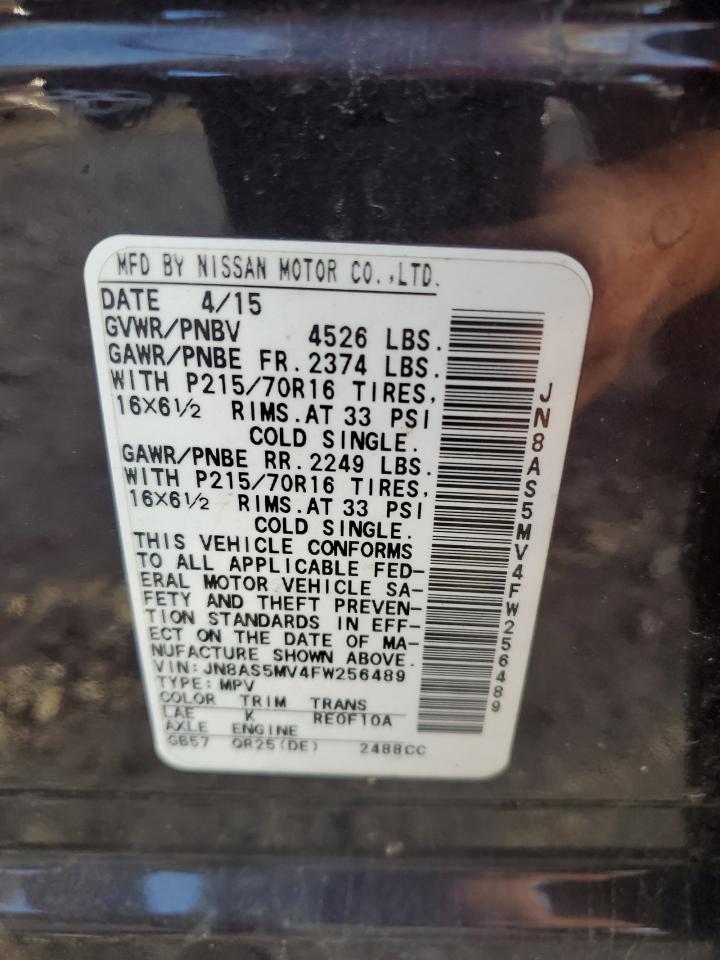 MFD BY NISSAN MOTOR CO.,LTD.
DATE 4/15
GVWR/PNBV 4526 LBS.
GAWR/PNBE FR. 2374 LBS.
WITH P215/70R16 TIRES,
16X6½ RIMS.AT 33 PSI
COLD SINGLE.
GAWR/PNBE RR. 2249 LBS.
WITH P215/70R16 TIRES,
16X6½ RIMS.AT 33 PSI
COLD SINGLE.
THIS VEHICLE CONFORMS
TO ALL APPLICABLE FED-
ERAL MOTOR VEHICLE SA-
FETY AND THEFT PREVEN-
TION STANDARDS IN EFF-
ECT ON THE DATE OF MA-
NUFACTURE SHOWN ABOVE.
VIN: JN8AS5MV4FW256489
TYPE: MPV
COLOR TRIM TRANS
LAE K RE0F10A
AXLE ENGINE
GB57 QR25(DE) 2488CC
JN8AS5MV4FW256489